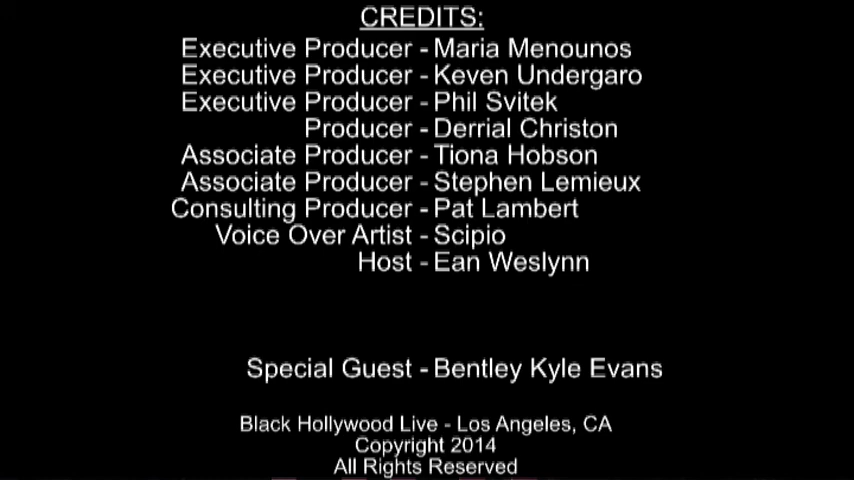 CREDITS:
Executive Producer - Maria Menounos
Executive Producer - Keven Undergaro
Executive Producer - Phil Svitek
Producer - Derrial Christon
Associate Producer - Tiona Hobson
Associate Producer - Stephen Lemieux
Consulting Producer - Pat Lambert
Voice Over Artist - Scipio
Host - Ean Weslynn
Special Guest - Bentley Kyle Evans
Black Hollywood Live - Los Angeles, CA
Copyright 2014
All Rights Reserved